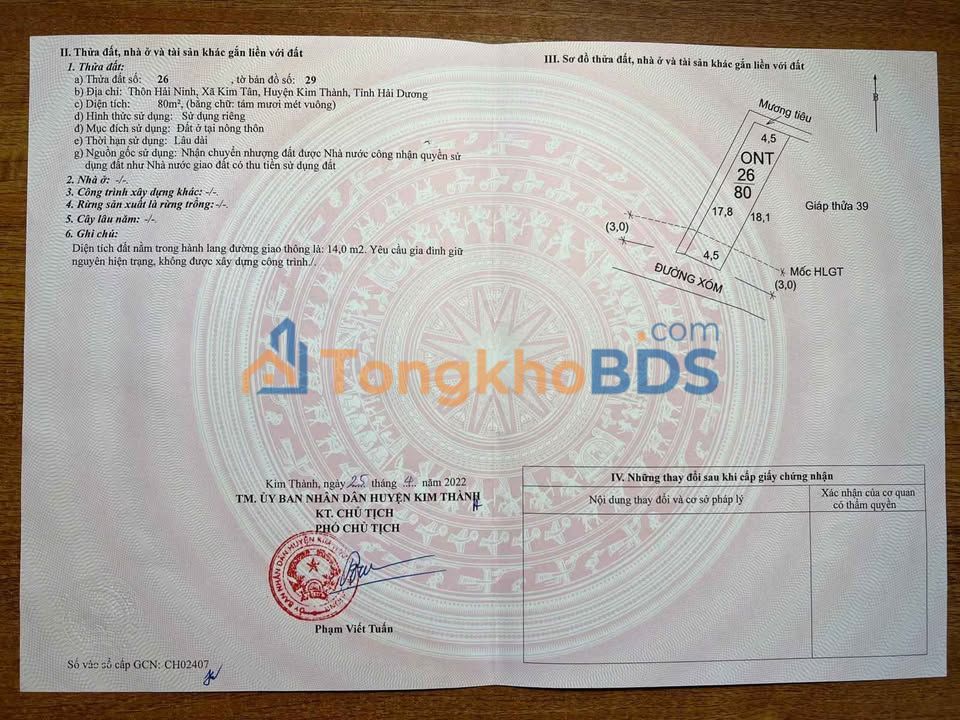 II. Thửa đất, nhà ở và tài sản khác gắn liền với đất
1. Thửa đất:
a) Thửa đất số: 26 , tờ bản đồ số: 29
b) Địa chỉ: Thôn Hải Ninh, Xã Kim Tân, Huyện Kim Thành, Tỉnh Hải Dương
c) Diện tích: 80m², (bằng chữ: tám mươi mét vuông)
d) Hình thức sử dụng: Sử dụng riêng
đ) Mục đích sử dụng: Đất ở tại nông thôn
e) Thời hạn sử dụng: Lâu dài
g) Nguồn gốc sử dụng: Nhận chuyển nhượng đất được Nhà nước công nhận quyền sử
dụng đất như Nhà nước giao đất có thu tiền sử dụng đất
2. Nhà ở: -/-.
3. Công trình xây dựng khác: -/-.
4. Rừng sản xuất là rừng trồng: -/-.
5. Cây lâu năm: -/-.
6. Ghi chú:
Diện tích đất nằm trong hành lang đường giao thông là: 14,0 m2. Yêu cầu gia đình giữ
nguyên hiện trạng, không được xây dựng công trình./.
Kim Thành, ngày 25 tháng 4 năm 2022
TM. ỦY BAN NHÂN DÂN HUYỆN KIM THÀNH
KT. CHỦ TỊCH
PHÓ CHỦ TỊCH
ỦY BAN NHÂN DÂN HUYỆN KIM
Phạm Viết Tuấn
Số vào sổ cấp GCN: CH02407
III. Sơ đồ thửa đất, nhà ở và tài sản khác gắn liền với đất
B
Mương tiêu
4,5
ONT
26
80
Giáp thửa 39
17,8
18,1
(3,0)
4,5
Mốc HLGT
(3,0)
ĐƯỜNG XÓM
TongkhoBDS
.com
IV. Những thay đổi sau khi cấp giấy chứng nhận
Nội dung thay đổi và cơ sở pháp lý
Xác nhận của cơ quan
có thẩm quyền